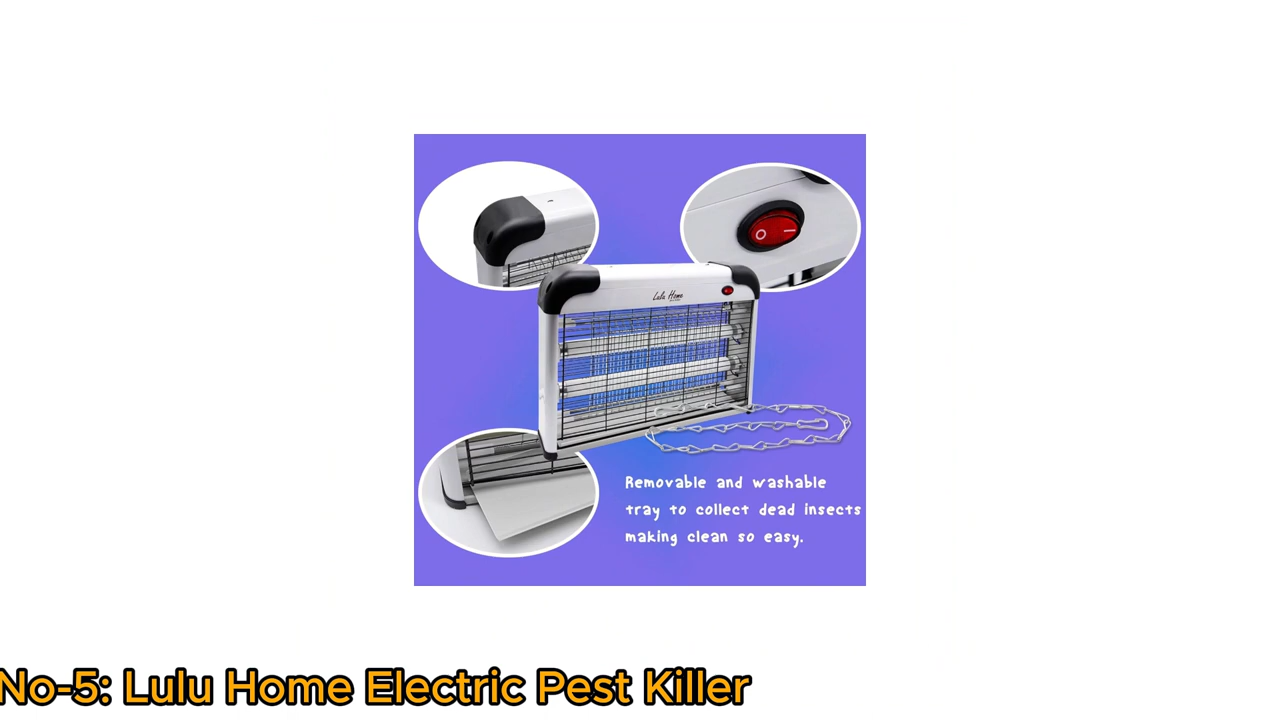 Lulu Home
Removable and washable
tray to collect dead insects
making clean so easy.
No-5: Lulu Home Electric Pest Killer